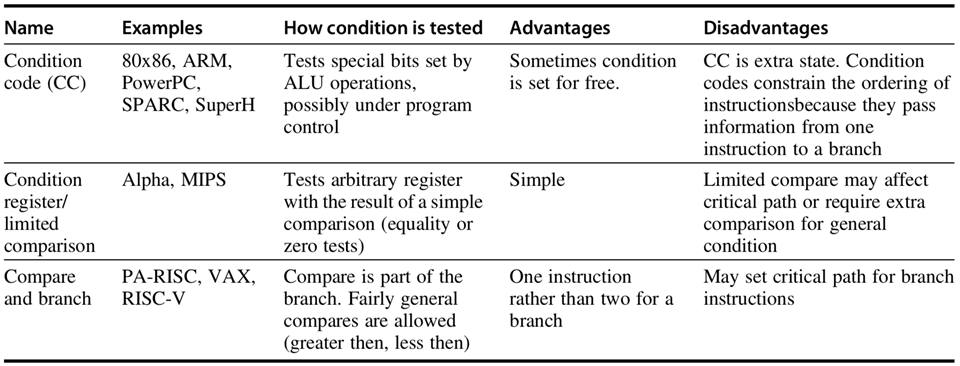 Name Examples How condition is tested Advantages Disadvantages
Condition code (CC) 80x86, ARM, PowerPC, SPARC, SuperH Tests special bits set by ALU operations, possibly under program control Sometimes condition is set for free. CC is extra state. Condition codes constrain the ordering of instructionsbecause they pass information from one instruction to a branch
Condition register/ limited comparison Alpha, MIPS Tests arbitrary register with the result of a simple comparison (equality or zero tests) Simple Limited compare may affect critical path or require extra comparison for general condition
Compare and branch PA-RISC, VAX, RISC-V Compare is part of the branch. Fairly general compares are allowed (greater then, less then) One instruction rather than two for a branch May set critical path for branch instructions